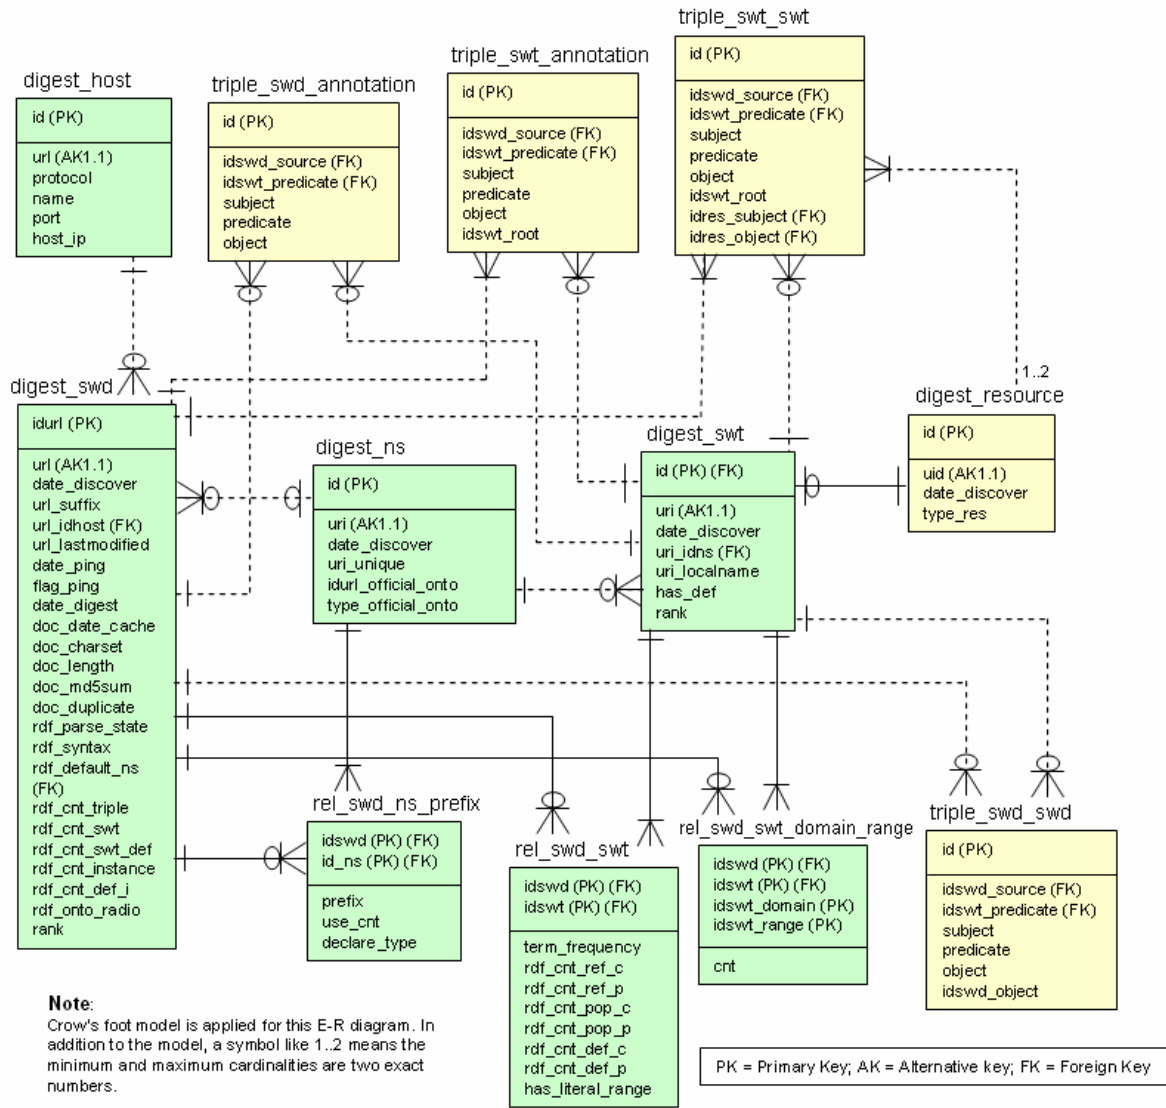 triple_swt_swt
id (PK)
idswd_source (FK)
idswt_predicate (FK)
subject
predicate
object
idswt_root
idres_subject (FK)
idres_object (FK)
triple_swt_annotation
id (PK)
idswd_source (FK)
idswt_predicate (FK)
subject
predicate
object
idswt_root
digest_host
id (PK)
url (AK1.1)
protocol
name
port
host_ip
triple_swd_annotation
id (PK)
idswd_source (FK)
idswt_predicate (FK)
subject
predicate
object
digest_swd
idurl (PK)
url (AK1.1)
date_discover
url_suffix
url_idhost (FK)
url_lastmodified
date_ping
flag_ping
date_digest
doc_date_cache
doc_charset
doc_length
doc_md5sum
doc_duplicate
rdf_parse_state
rdf_syntax
rdf_default_ns
(FK)
rdf_cnt_triple
rdf_cnt_swt
rdf_cnt_swt_def
rdf_cnt_instance
rdf_cnt_def_i
rdf_onto_radio
rank
digest_ns
id (PK)
uri (AK1.1)
date_discover
uri_unique
idurl_official_onto
type_official_onto
digest_swt
id (PK) (FK)
uri (AK1.1)
date_discover
uri_idns (FK)
uri_localname
has_def
rank
1..2
digest_resource
id (PK)
uid (AK1.1)
date_discover
type_res
rel_swd_ns_prefix
idswd (PK) (FK)
id_ns (PK) (FK)
prefix
use_cnt
declare_type
rel_swd_swt
idswd (PK) (FK)
idswt (PK) (FK)
term_frequency
rdf_cnt_ref_c
rdf_cnt_ref_p
rdf_cnt_pop_c
rdf_cnt_pop_p
rdf_cnt_def_c
rdf_cnt_def_p
has_literal_range
rel_swd_swt_domain_range
idswd (PK) (FK)
idswt (PK) (FK)
idswt_domain (PK)
idswt_range (PK)
cnt
triple_swd_swd
id (PK)
idswd_source (FK)
idswt_predicate (FK)
subject
predicate
object
idswd_object
Note:
Crow's foot model is applied for this E-R diagram. In
addition to the model, a symbol like 1..2 means the
minimum and maximum cardinalities are two exact
numbers.
PK = Primary Key; AK = Alternative key; FK = Foreign Key